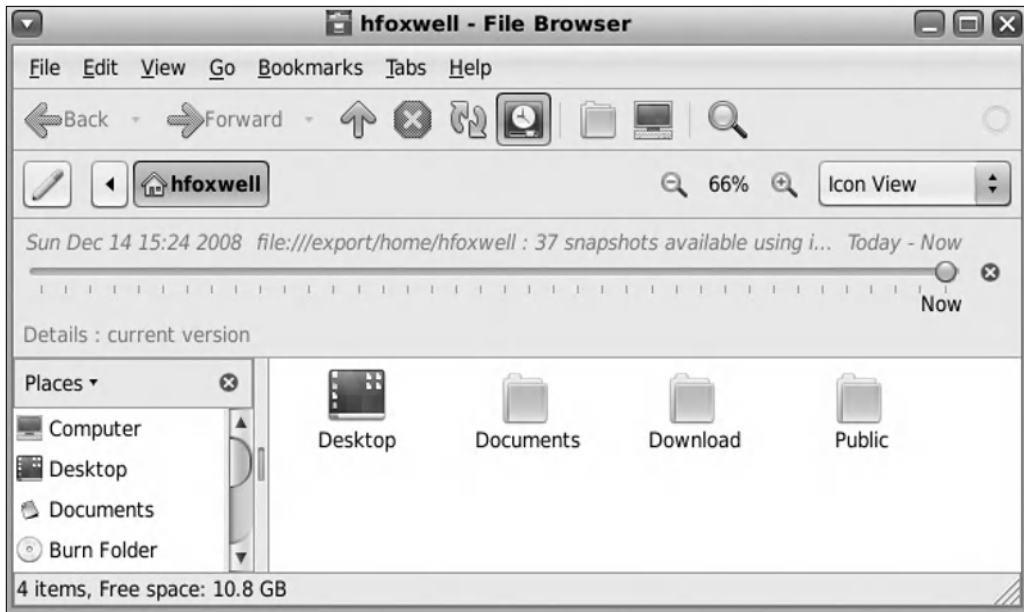 hfoxwell - File Browser
File Edit View Go Bookmarks Tabs Help
Back Forward
hfoxwell 66% Icon View
Sun Dec 14 15:24 2008 file:///export/home/hfoxwell : 37 snapshots available using i... Today - Now
Now
Details : current version
Places
Computer
Desktop
Documents
Burn Folder
Desktop Documents Download Public
4 items, Free space: 10.8 GB